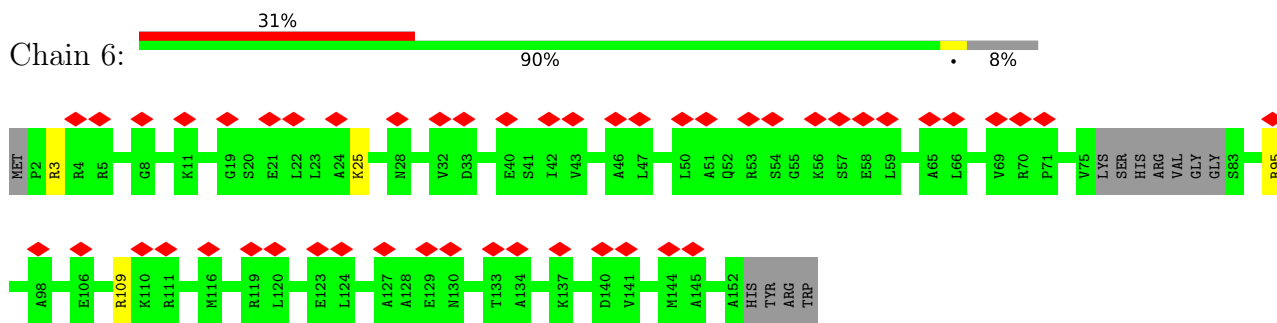 31%
Chain 6:
90%
•
8%
MET P2 R3 R4 R5 G8 K11 G19 S20 E21 L22 L23 A24 K25 N28 V32 D33 E40 S41 I42 V43 A46 L47 L50 A51 Q52 R53 S54 G55 K56 S57 E58 L59 A65 L66 V69 R70 P71 V75 LYS SER HIS ARG VAL GLY GLY S83 R95
A98 E106 R109 K110 R111 M116 R119 L120 E123 L124 A127 A128 E129 N130 T133 A134 K137 D140 V141 M144 A145 A152 HIS TYR ARG TRP